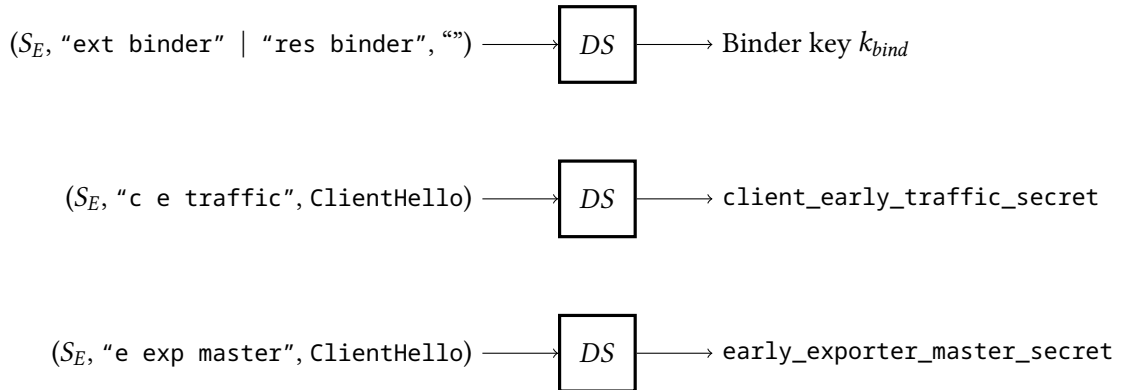 (S_E, "ext binder" | "res binder", “”) DS Binder key k_bind
(S_E, "c e traffic", ClientHello) DS client_early_traffic_secret
(S_E, "e exp master", ClientHello) DS early_exporter_master_secret